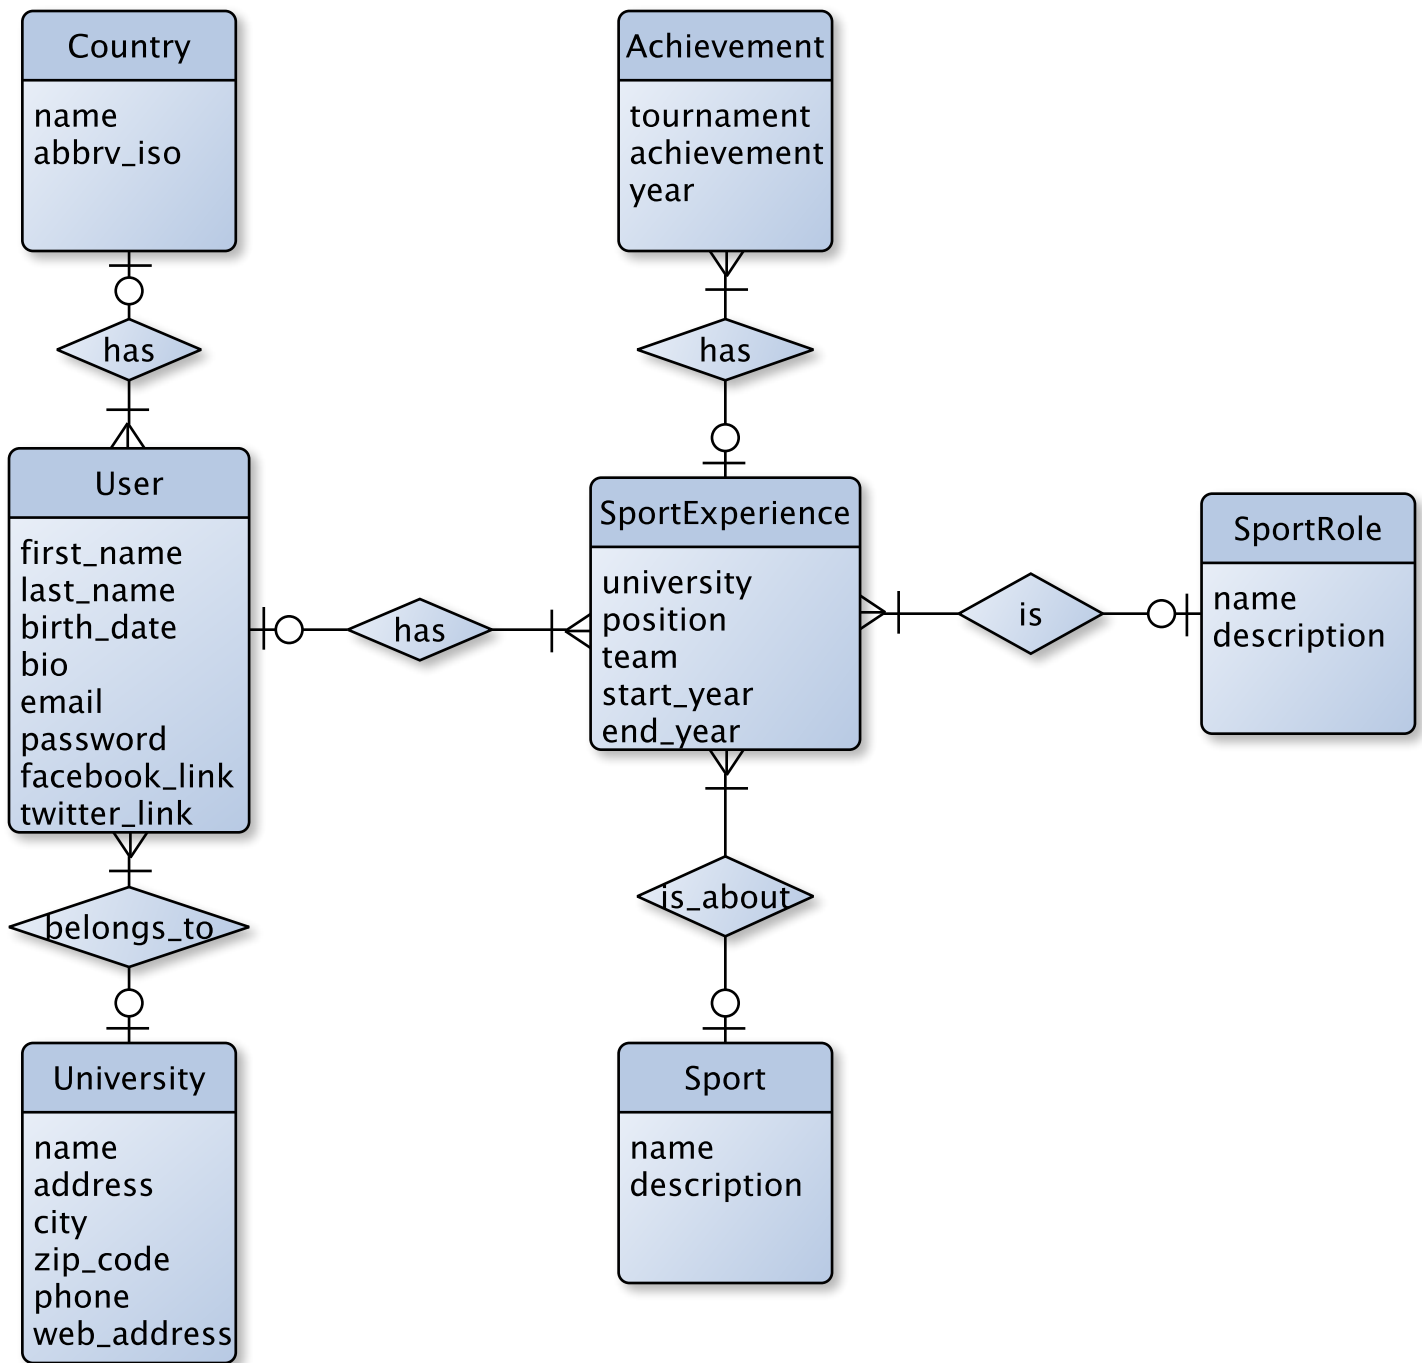 Country
name
abbrv_iso
Achievement
tournament
achievement
year
has
has
User
first_name
last_name
birth_date
bio
email
password
facebook_link
twitter_link
has
SportExperience
university
position
team
start_year
end_year
is
SportRole
name
description
belongs_to
is_about
University
name
address
city
zip_code
phone
web_address
Sport
name
description